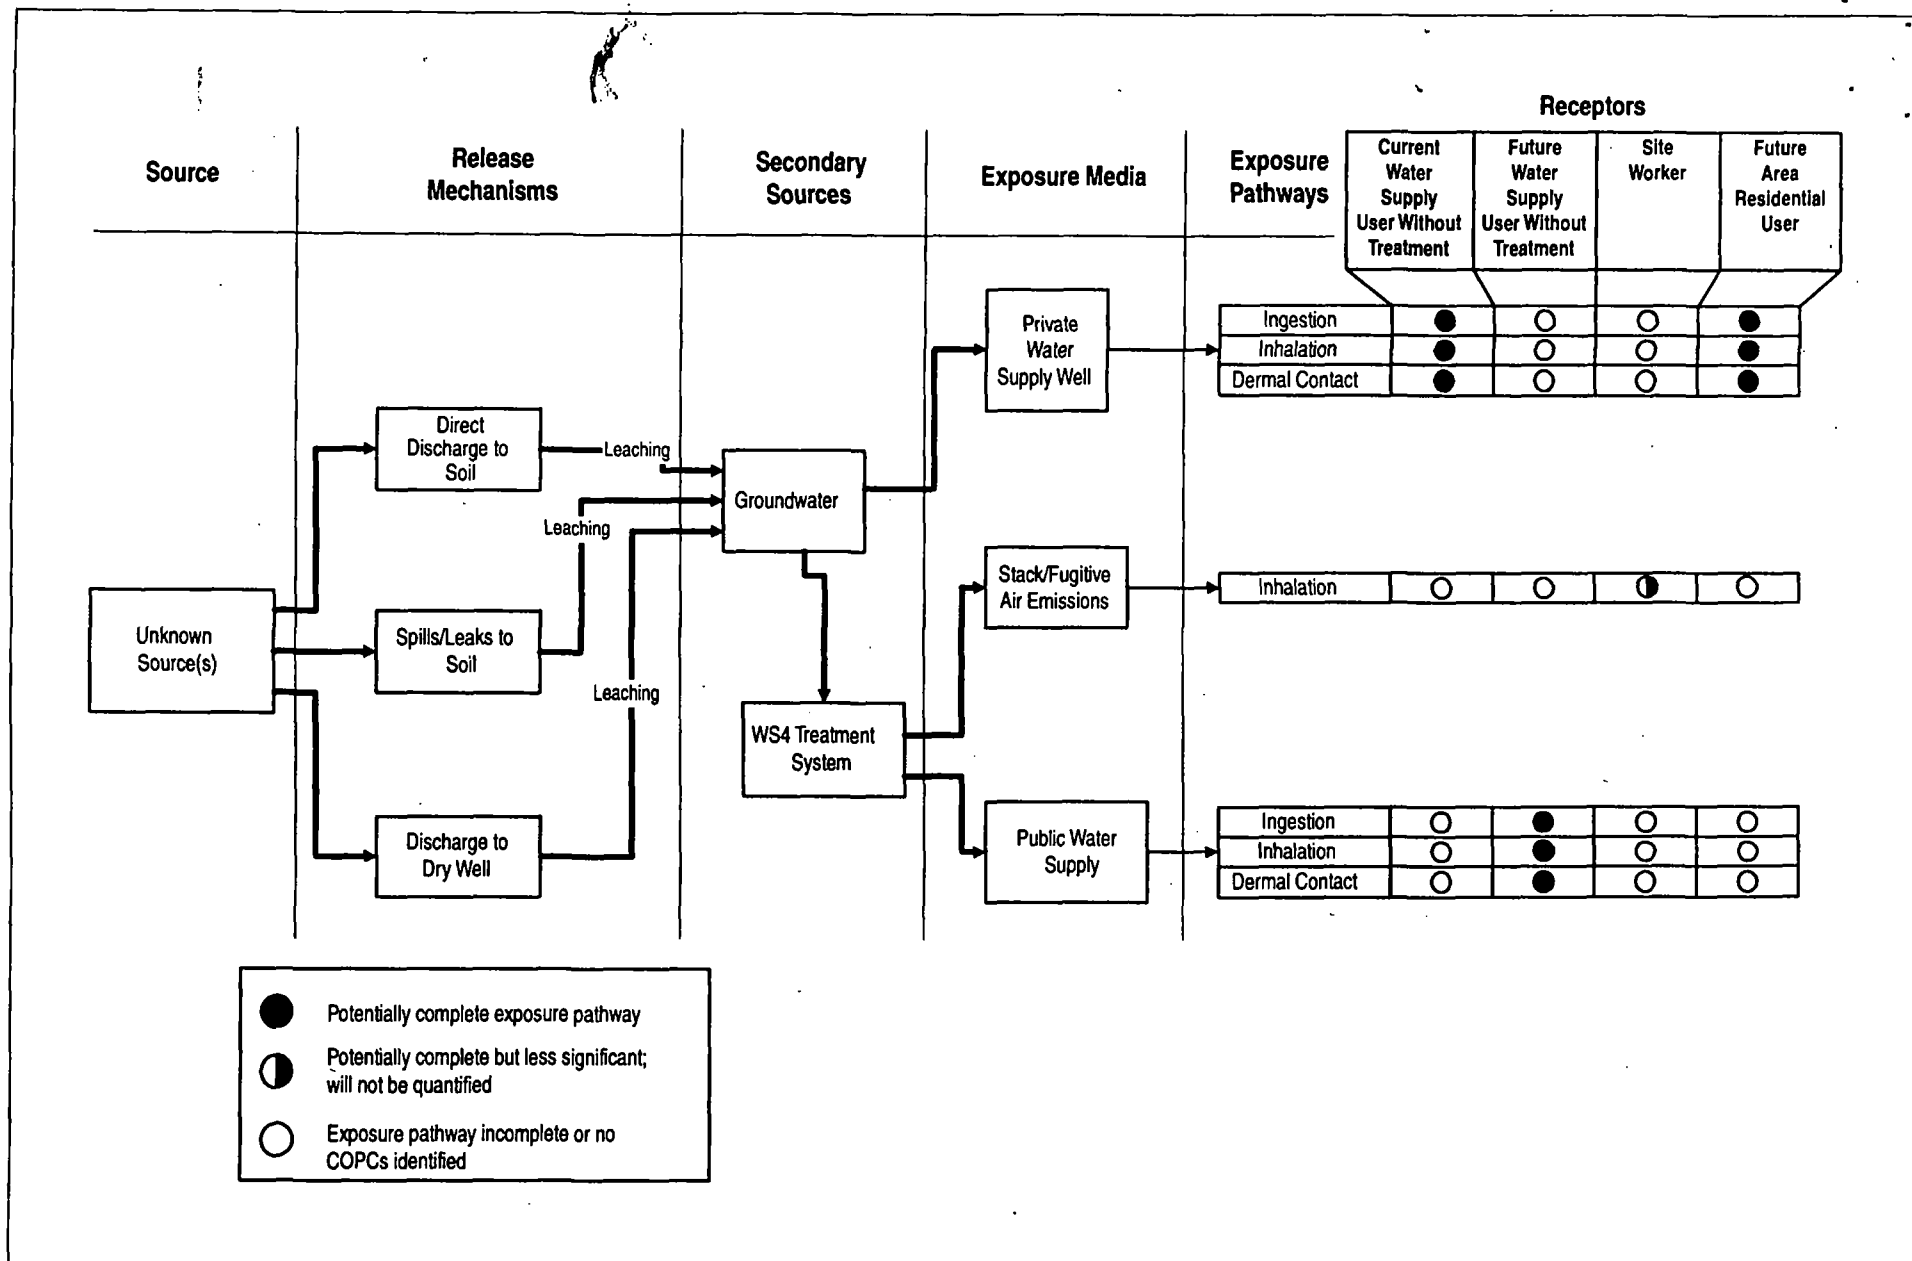 Receptors
Source
Release
Mechanisms
Secondary
Sources
Exposure Media
Exposure
Pathways
Current
Water
Supply
User Without
Treatment
Future
Water
Supply
User Without
Treatment
Site
Worker
Future
Area
Residential
User
Private
Water
Supply Well
Ingestion
Inhalation
Dermal Contact
Direct
Discharge to
Soil
Leaching
Groundwater
Leaching
Stack/Fugitive
Air Emissions
Inhalation
Unknown
Source(s)
Spills/Leaks to
Soil
Leaching
WS4 Treatment
System
Discharge to
Dry Well
Public Water
Supply
Ingestion
Inhalation
Dermal Contact
Potentially complete exposure pathway
Potentially complete but less significant;
will not be quantified
Exposure pathway incomplete or no
COPCs identified